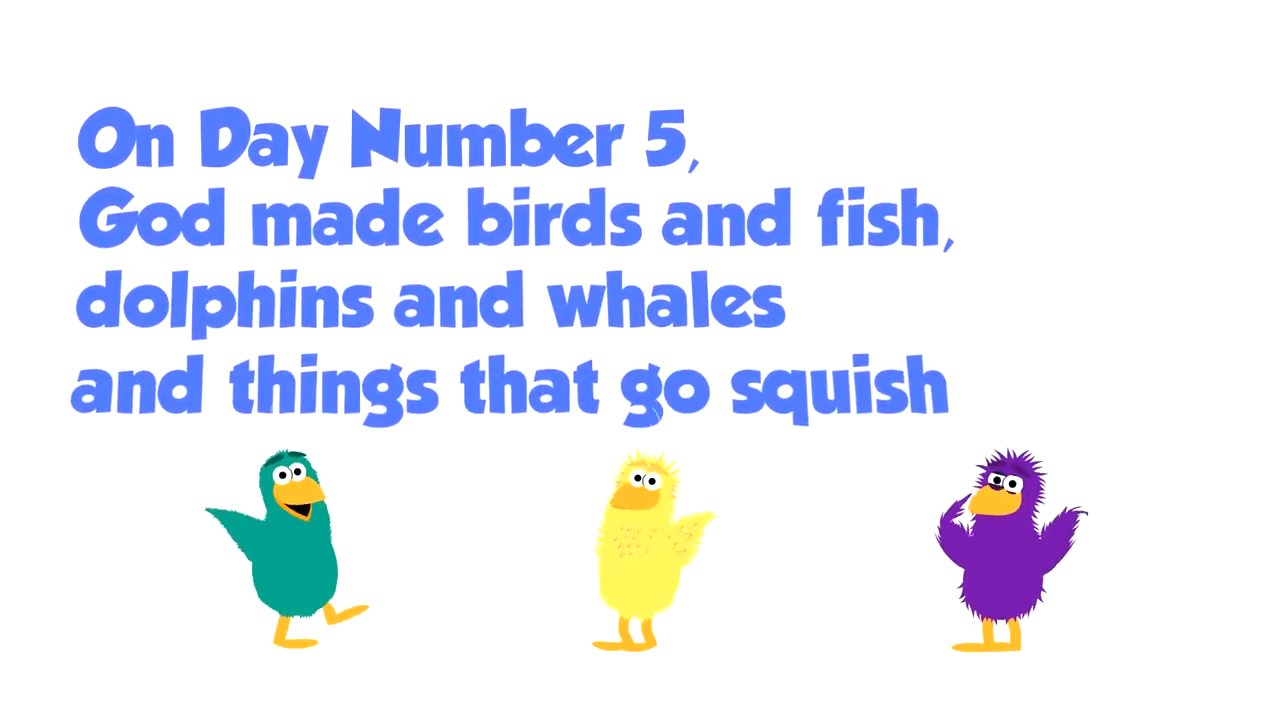 On Day Number 5,
God made birds and fish,
dolphins and whales
and things that go squish